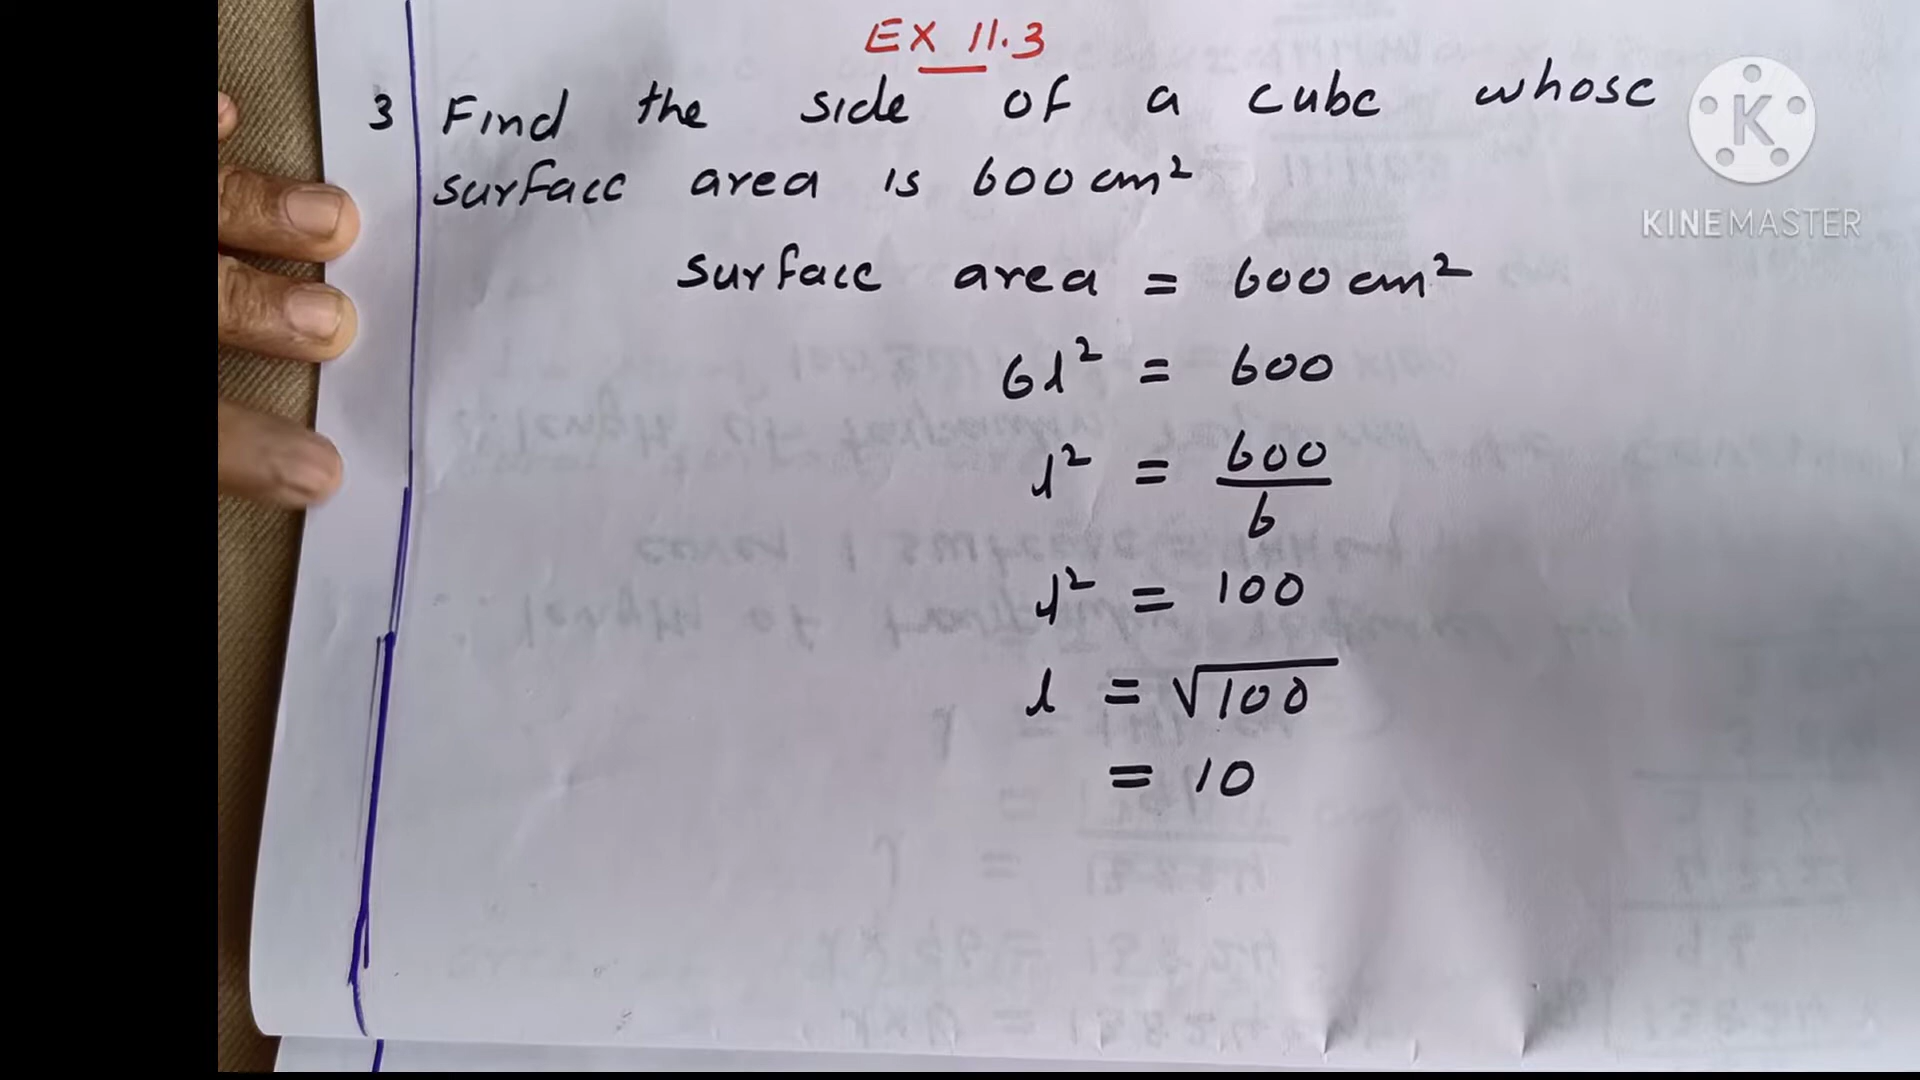 Ex 11.3
3 Find the side of a cube whose
surface area is 600 cm²
surface area = 600 cm²
6l² = 600
l² = 600/6
l² = 100
l = √100
= 10
K
KINEMASTER